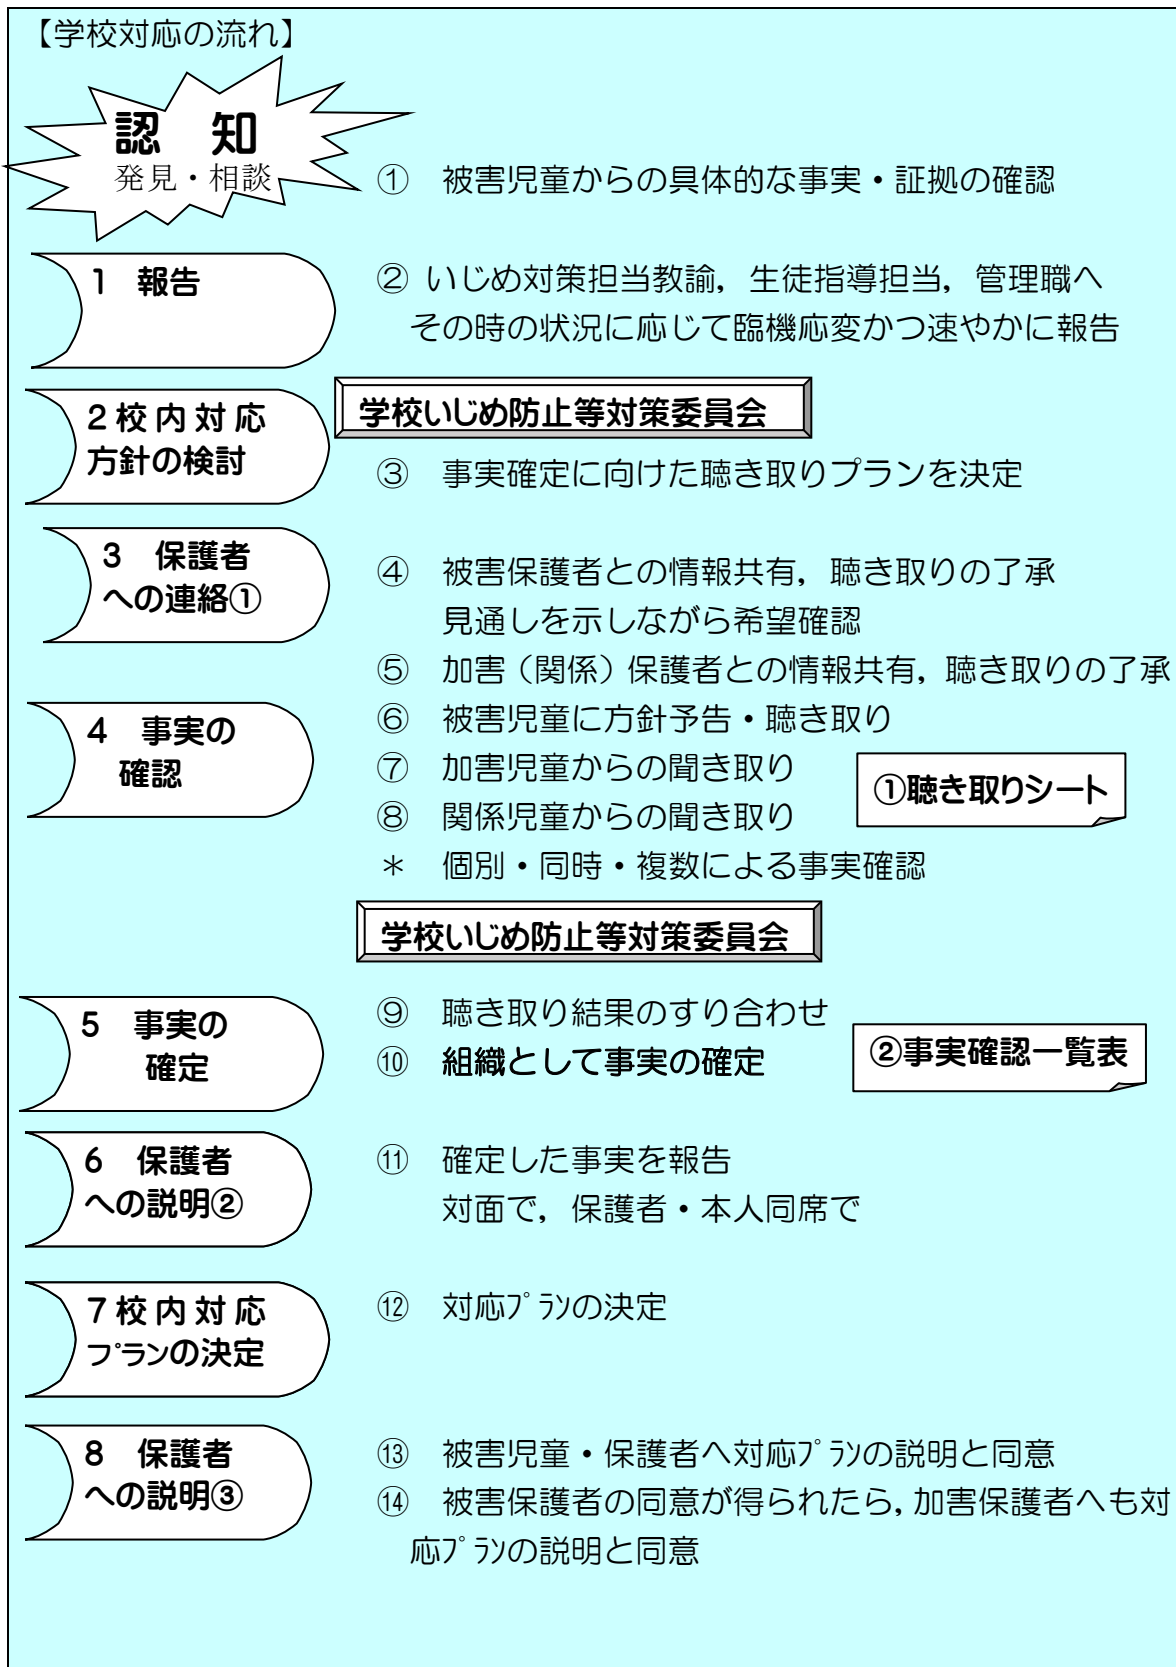 【学校対応の流れ】
認　知
発見・相談
①　被害児童からの具体的な事実・証拠の確認
1　報告
② いじめ対策担当教諭，生徒指導担当，管理職へ
その時の状況に応じて臨機応変かつ速やかに報告
2校内対応
方針の検討
学校いじめ防止等対策委員会
③　事実確定に向けた聴き取りプランを決定
3　保護者
への連絡①
④　被害保護者との情報共有，聴き取りの了承
見通しを示しながら希望確認
⑤　加害（関係）保護者との情報共有，聴き取りの了承
4　事実の
確認
⑥　被害児童に方針予告・聴き取り
⑦　加害児童からの聞き取り
①聴き取りシート
⑧　関係児童からの聞き取り
＊　個別・同時・複数による事実確認
学校いじめ防止等対策委員会
5　事実の
確定
⑨　聴き取り結果のすり合わせ
⑩　組織として事実の確定
②事実確認一覧表
6　保護者
への説明②
⑪　確定した事実を報告
対面で，保護者・本人同席で
7校内対応
プランの決定
⑫　対応ﾌﾟﾗﾝの決定
8　保護者
への説明③
⑬　被害児童・保護者へ対応ﾌﾟﾗﾝの説明と同意
⑭　被害保護者の同意が得られたら，加害保護者へも対
応ﾌﾟﾗﾝの説明と同意